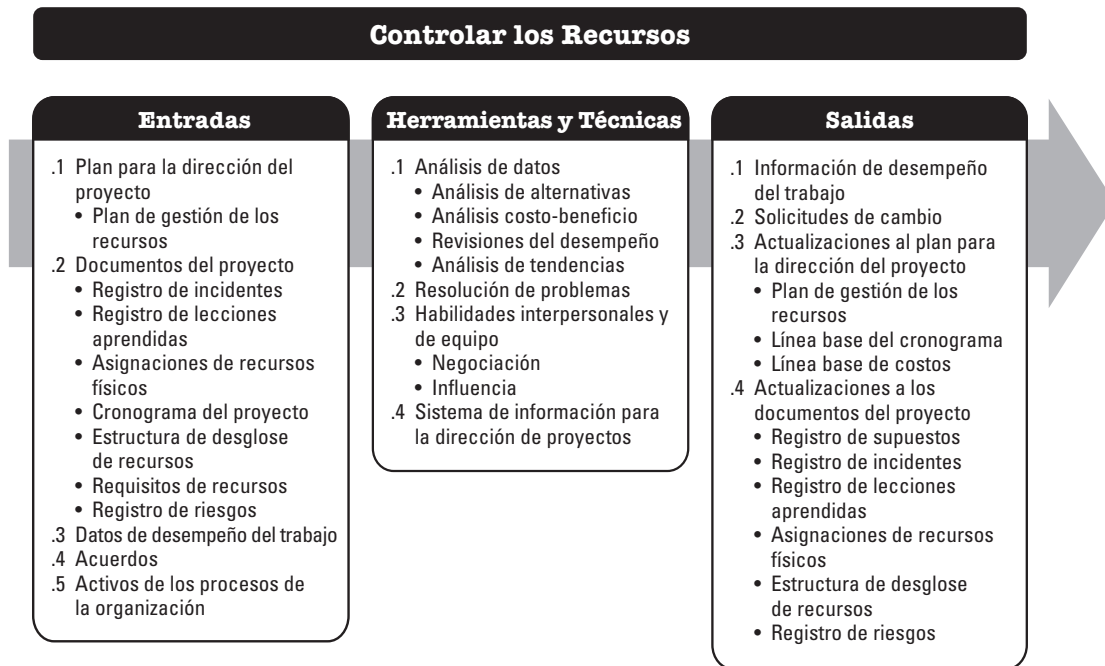 Controlar los Recursos
Entradas
.1 Plan para la dirección del
proyecto
• Plan de gestión de los
recursos
.2 Documentos del proyecto
• Registro de incidentes
• Registro de lecciones
aprendidas
• Asignaciones de recursos
físicos
• Cronograma del proyecto
• Estructura de desglose
de recursos
• Requisitos de recursos
• Registro de riesgos
.3 Datos de desempeño del trabajo
.4 Acuerdos
.5 Activos de los procesos de
la organización
Herramientas y Técnicas
.1 Análisis de datos
• Análisis de alternativas
• Análisis costo-beneficio
• Revisiones del desempeño
• Análisis de tendencias
.2 Resolución de problemas
.3 Habilidades interpersonales y
de equipo
• Negociación
• Influencia
.4 Sistema de información para
la dirección de proyectos
Salidas
.1 Información de desempeño
del trabajo
.2 Solicitudes de cambio
.3 Actualizaciones al plan para
la dirección del proyecto
• Plan de gestión de los
recursos
• Línea base del cronograma
• Línea base de costos
.4 Actualizaciones a los
documentos del proyecto
• Registro de supuestos
• Registro de incidentes
• Registro de lecciones
aprendidas
• Asignaciones de recursos
físicos
• Estructura de desglose
de recursos
• Registro de riesgos